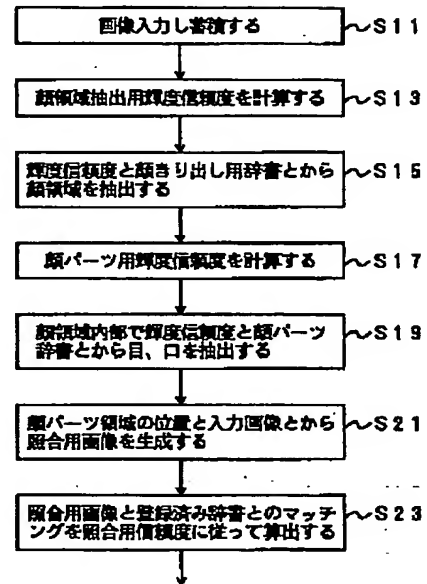 画像入力し蓄積する
~S11
顔領域抽出用輝度信頼度を計算する
~S13
輝度信頼度と顔きり出し用辞書とから
顔領域を抽出する
~S15
顔パーツ用輝度信頼度を計算する
~S17
顔領域内部で輝度信頼度と顔パーツ
辞書とから目、口を抽出する
~S19
顔パーツ領域の位置と入力画像とから
照合用画像を生成する
~S21
照合用画像と登録済み辞書とのマッチ
ングを照合用信頼度に従って算出する
~S23